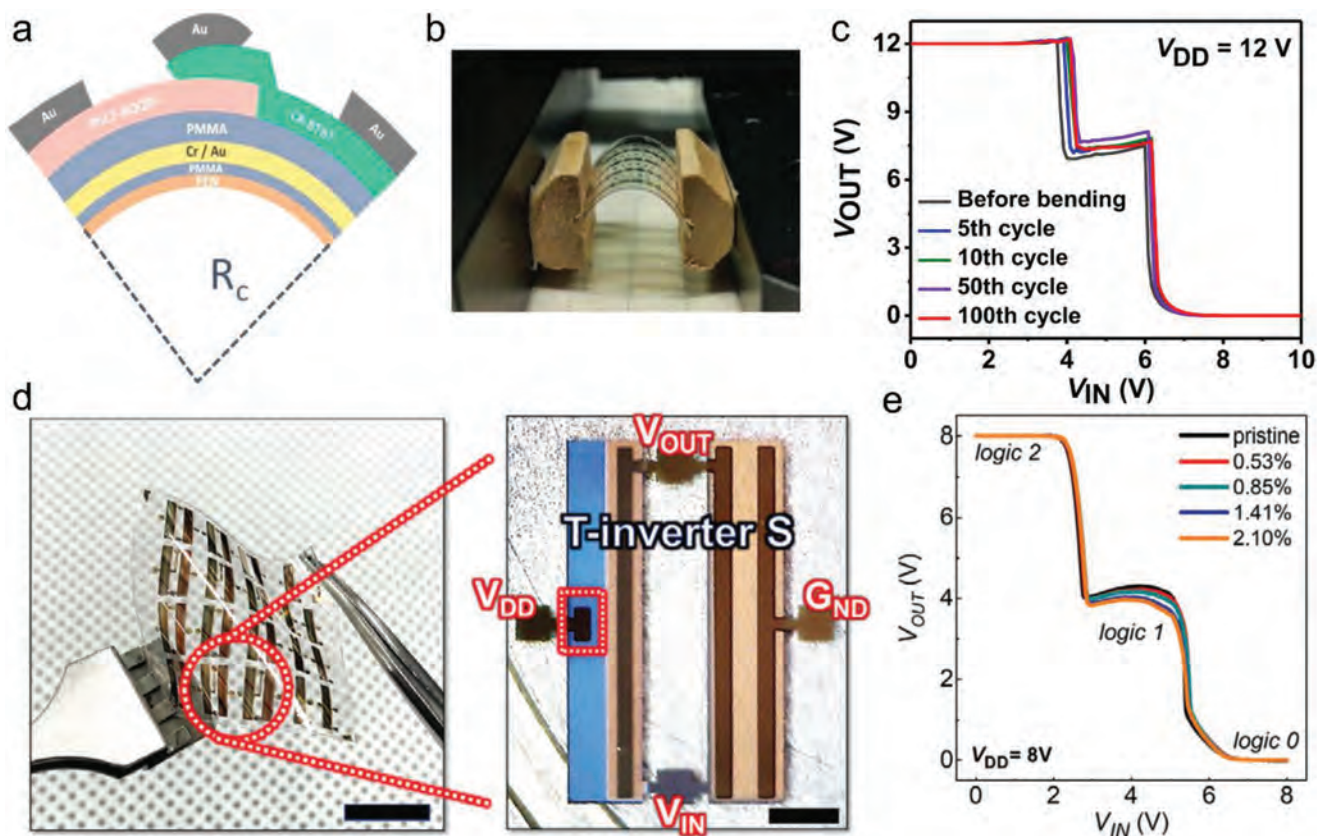 a
Au
Au
Au
PMMA
Cr / Au
PMMA
PEN
R_c
b
c
V_DD = 12 V
12
9
6
3
0
V_OUT (V)
Before bending
5th cycle
10th cycle
50th cycle
100th cycle
0 2 4 6 8 10
V_IN (V)
d
V_OUT
T-inverter S
V_DD
G_ND
V_IN
e
8
6
4
2
0
V_OUT (V)
logic 2
logic 1
logic 0
pristine
0.53%
0.85%
1.41%
2.10%
V_DD= 8V
0 2 4 6 8
V_IN (V)